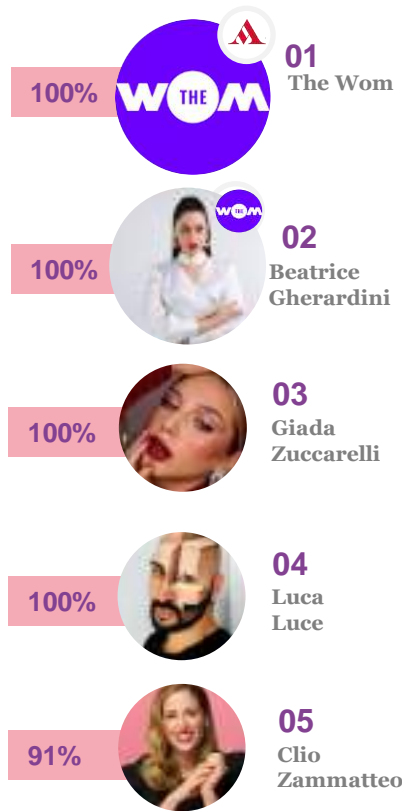 01
The Wom
100%
WTHEM
02
Beatrice
Gherardini
100%
THE
03
Giada
Zuccarelli
100%
04
Luca
Luce
100%
05
Clio
Zammatteo
91%